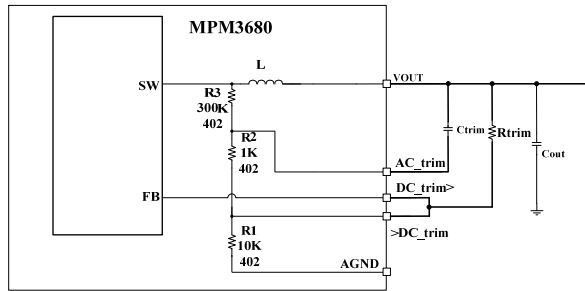 MPM3680
L
SW
VOUT
R3
300K
402
Ctrim
Rtrim
R2
1K
402
Cout
AC_trim
DC_trim>
FB
>DC_trim
R1
10K
402
AGND